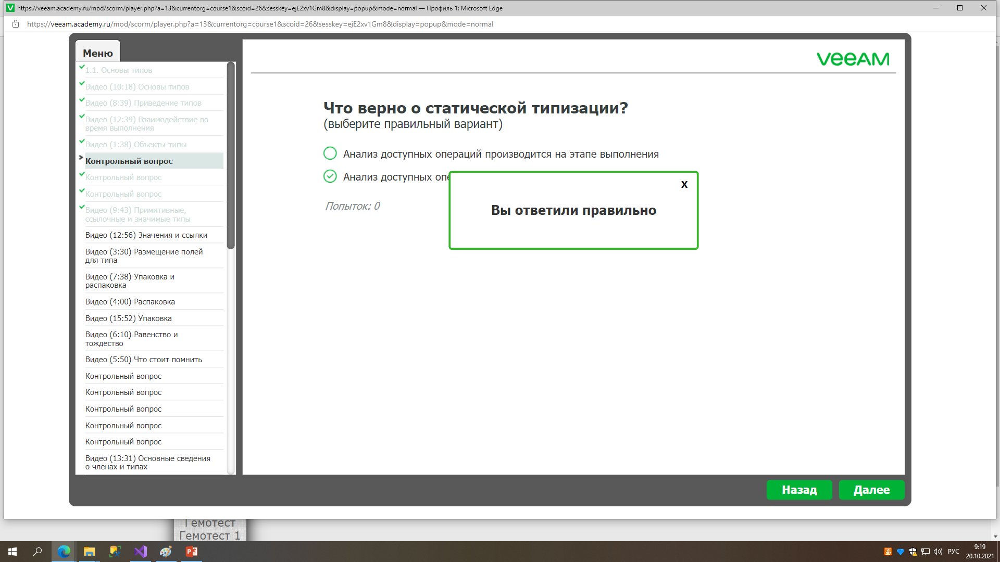 https://veeam.academy.ru/mod/scorm/player.php?a=13&currentorg=course1&scoid=26&sesskey=ejE2xv1Gm8&display=popup&mode=normal — Профиль 1: Microsoft Edge
https://veeam.academy.ru/mod/scorm/player.php?a=13&currentorg=course1&scoid=26&sesskey=ejE2xv1Gm8&display=popup&mode=normal
Меню
1.1. Основы типов
Видео (10:18) Основы типов
Видео (8:39) Приведение типов
Видео (12:39) Взаимодействие во
время выполнения
Видео (1:38) Объекты-типы
Контрольный вопрос
Контрольный вопрос
Контрольный вопрос
Видео (9:43) Примитивные,
ссылочные и значимые типы
Видео (12:56) Значения и ссылки
Видео (3:30) Размещение полей
для типа
Видео (7:38) Упаковка и
распаковка
Видео (4:00) Распаковка
Видео (15:52) Упаковка
Видео (6:10) Равенство и
тождество
Видео (5:50) Что стоит помнить
Контрольный вопрос
Контрольный вопрос
Контрольный вопрос
Контрольный вопрос
Контрольный вопрос
Видео (13:31) Основные сведения
о членах и типах
veeAM
Что верно о статической типизации?
(выберите правильный вариант)
Анализ доступных операций производится на этапе выполнения
Анализ доступных опе
Попыток: 0
X
Вы ответили правильно
Назад
Далее
Гемотест
Гемотест 1
РУС
9:19
20.10.2021